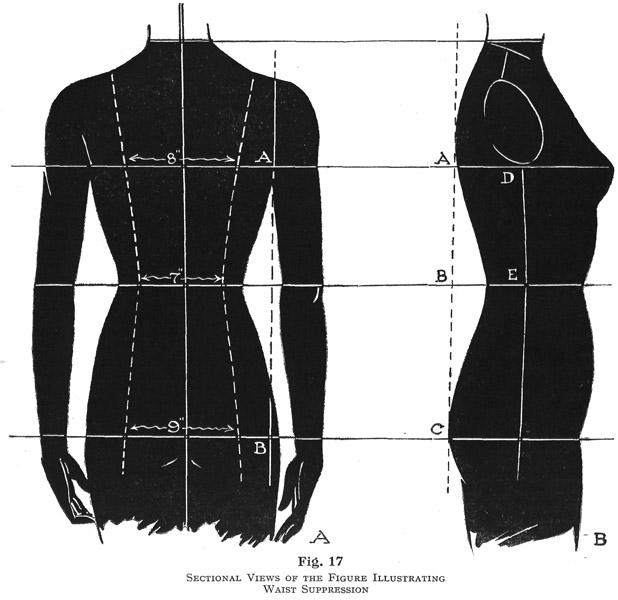 8"
A
A
D
7"
B
E
9"
B
C
A
B
Fig. 17
Sectional Views of the Figure Illustrating
Waist Suppression